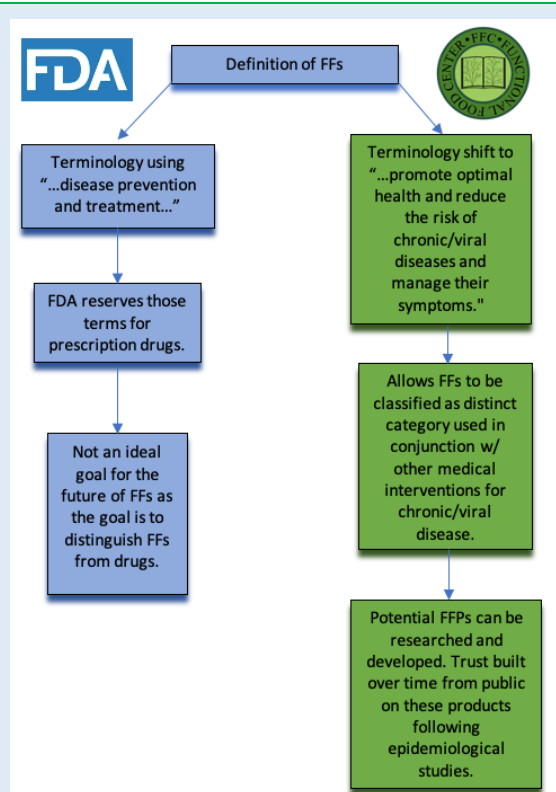 FDA
FFC•FUNCTIONAL FOOD CENTER•
Definition of FFs
Terminology using
“...disease prevention
and treatment...”
FDA reserves those
terms for
prescription drugs.
Not an ideal
goal for the
future of FFs as
the goal is to
distinguish FFs
from drugs.
Terminology shift to
“...promote optimal
health and reduce
the risk of
chronic/viral
diseases and
manage their
symptoms."
Allows FFs to be
classified as distinct
category used in
conjunction w/
other medical
interventions for
chronic/viral
disease.
Potential FFPs can be
researched and
developed. Trust built
over time from public
on these products
following
epidemiological
studies.